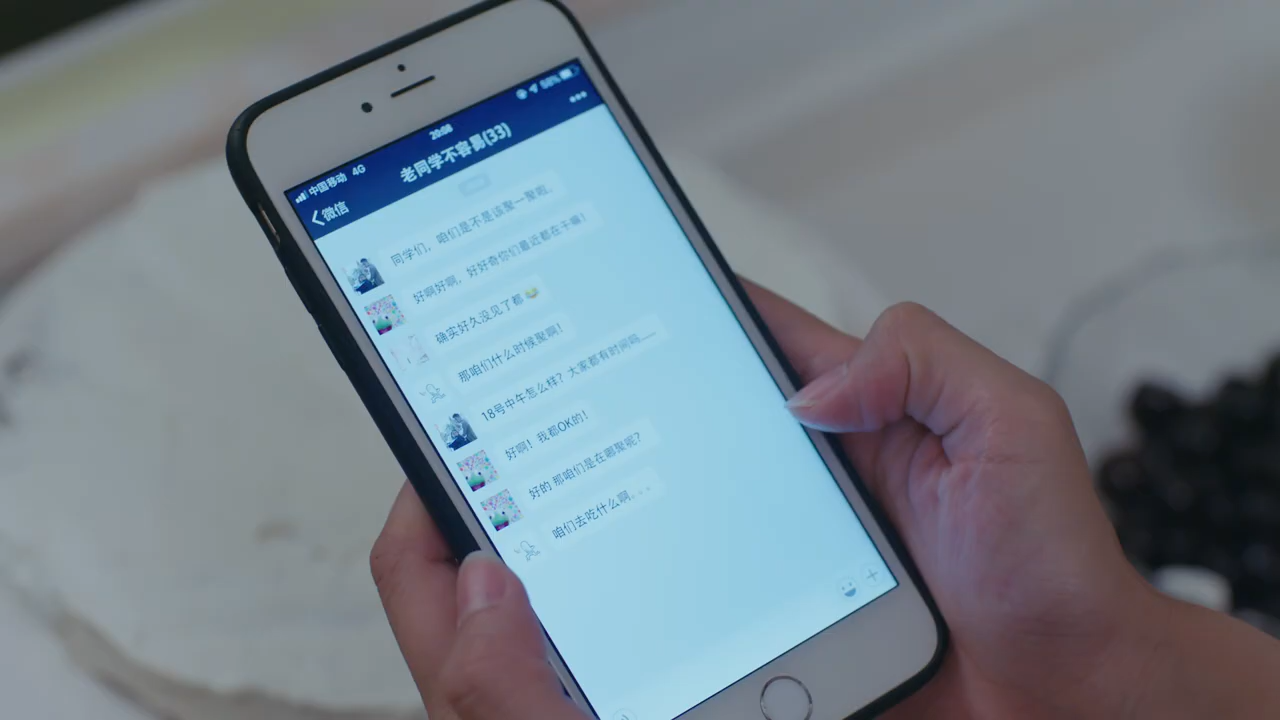 中国移动 4G
20:08
98%
微信
老同学不容易(33)
同学们，咱们是不是该聚一聚呢。
好啊好啊，好好奇你们最近都在干嘛！
确实好久没见了都😂
那咱们什么时候聚啊！
18号中午怎么样？大家都有时间吗......
好啊！我都OK的！
好的 那咱们是在哪聚呢？
咱们去吃什么啊...